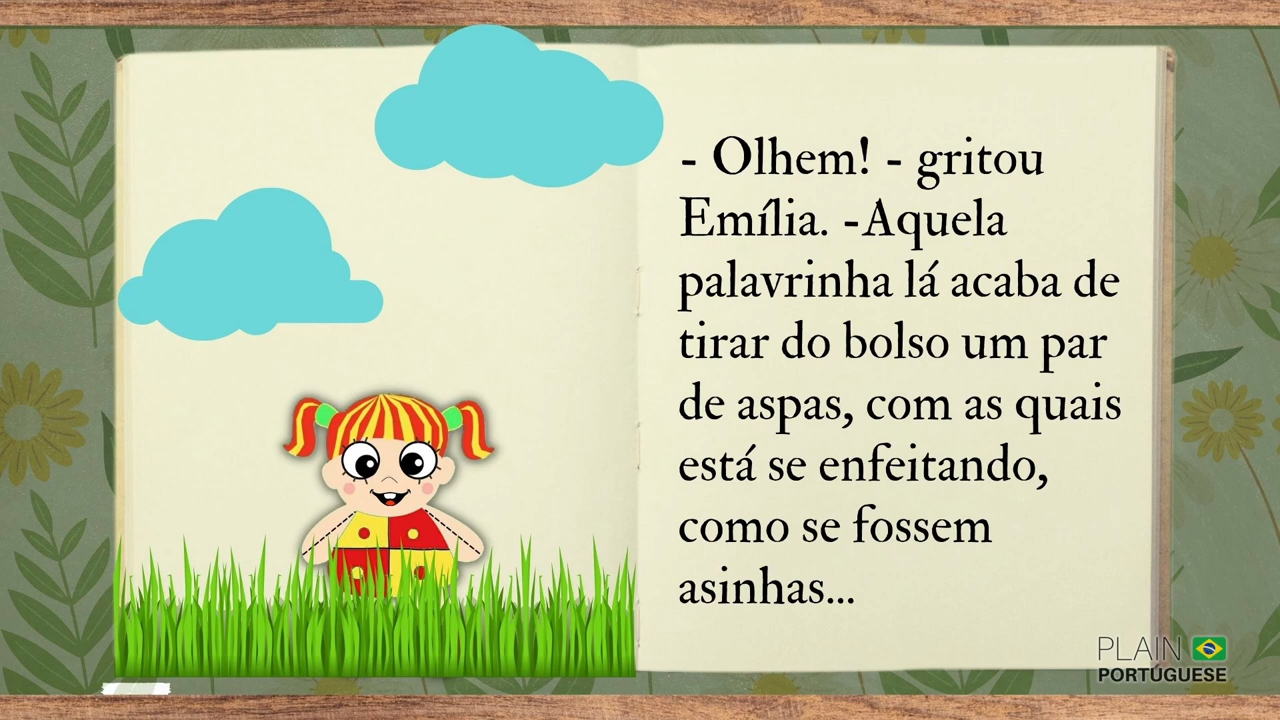 - Olhem! - gritou
Emília. -Aquela
palavrinha lá acaba de
tirar do bolso um par
de aspas, com as quais
está se enfeitando,
como se fossem
asinhas...
PLAIN
PORTUGUESE